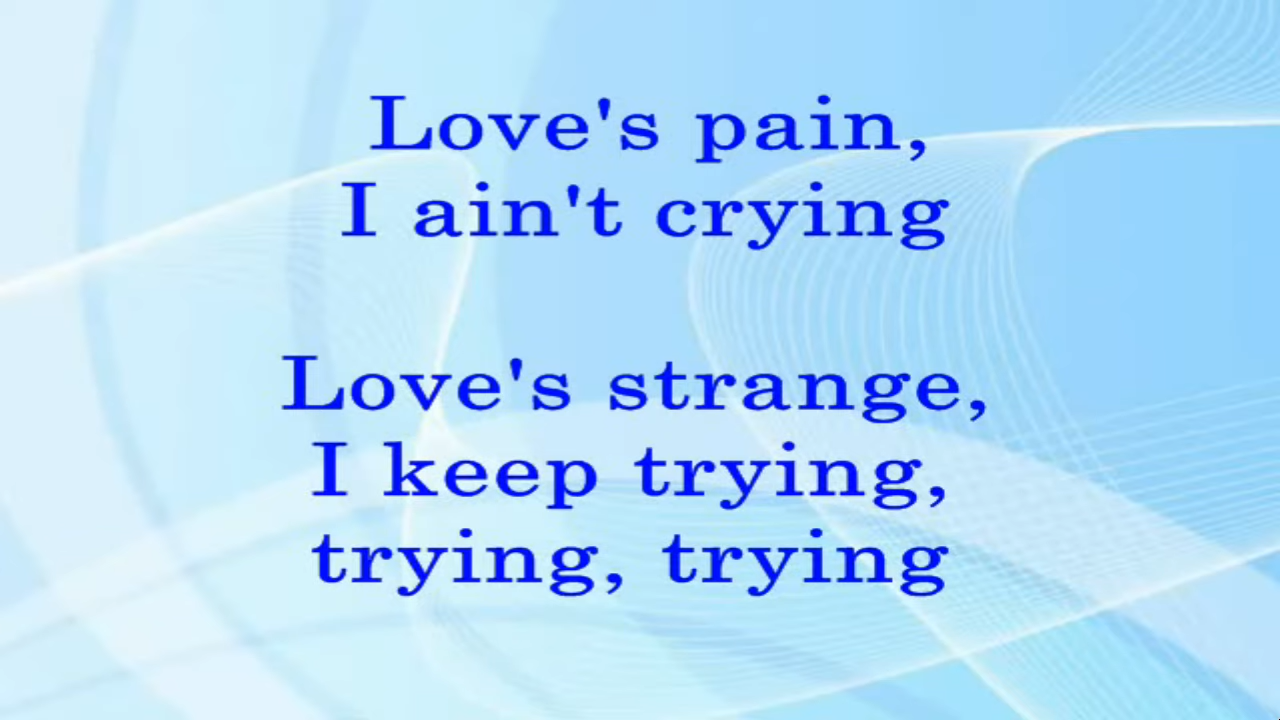 Love's pain,
I ain't crying
Love's strange,
I keep trying,
trying, trying